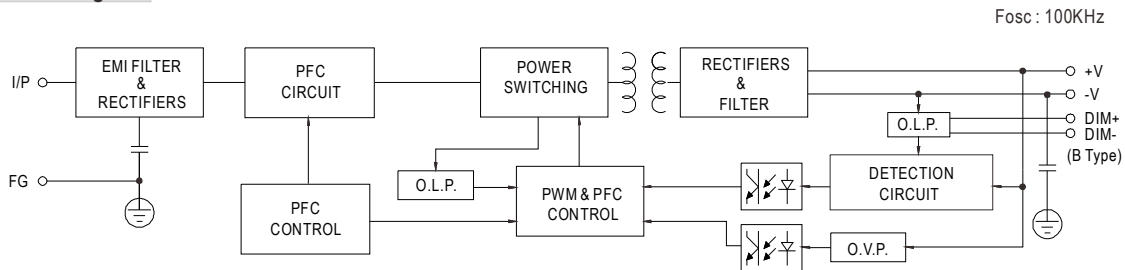 Fosc : 100KHz
I/P
EMI FILTER
&
RECTIFIERS
PFC
CIRCUIT
POWER
SWITCHING
RECTIFIERS
&
FILTER
+V
-V
DIM+
DIM-
(B Type)
O.L.P.
FG
O.L.P.
PFC
CONTROL
PWM & PFC
CONTROL
DETECTION
CIRCUIT
O.V.P.